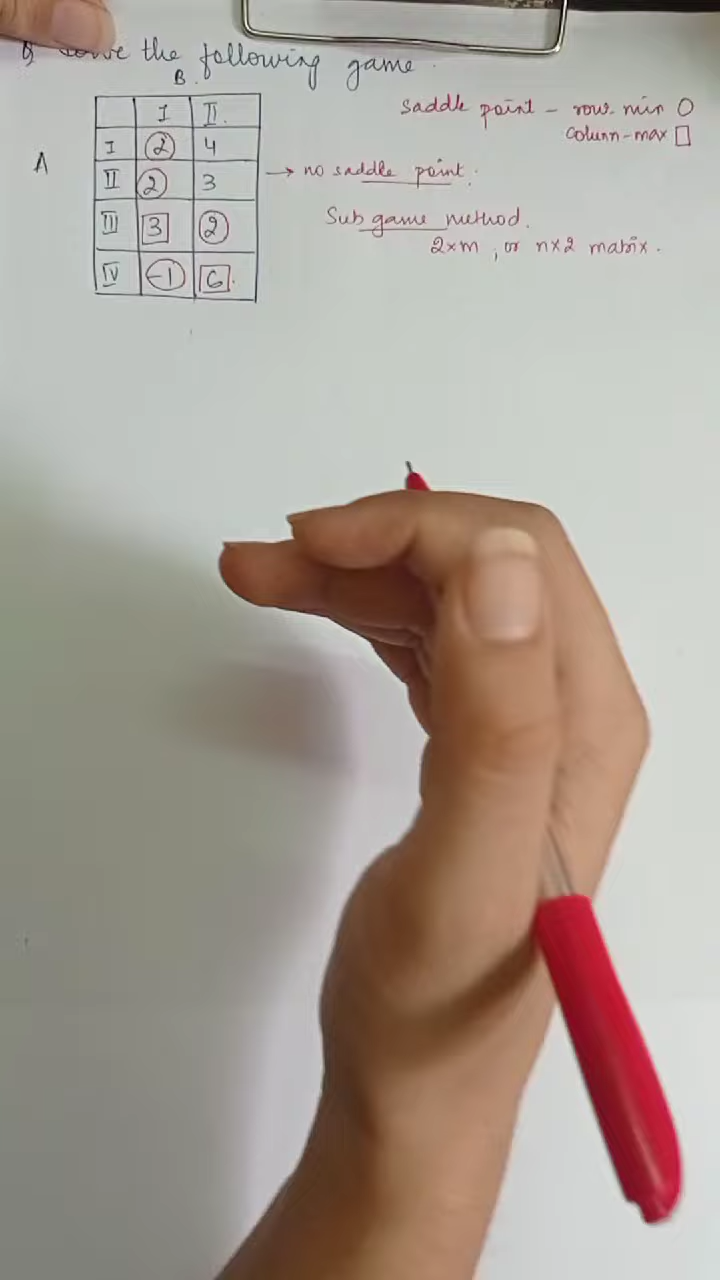 the following game.
B.
I II.
A
I 2 4
II 2 3
III 3 2
IV -1 6
saddle point - row min O
column-max □
→ no saddle point.
Sub game method.
2×m, or n×2 matrix.